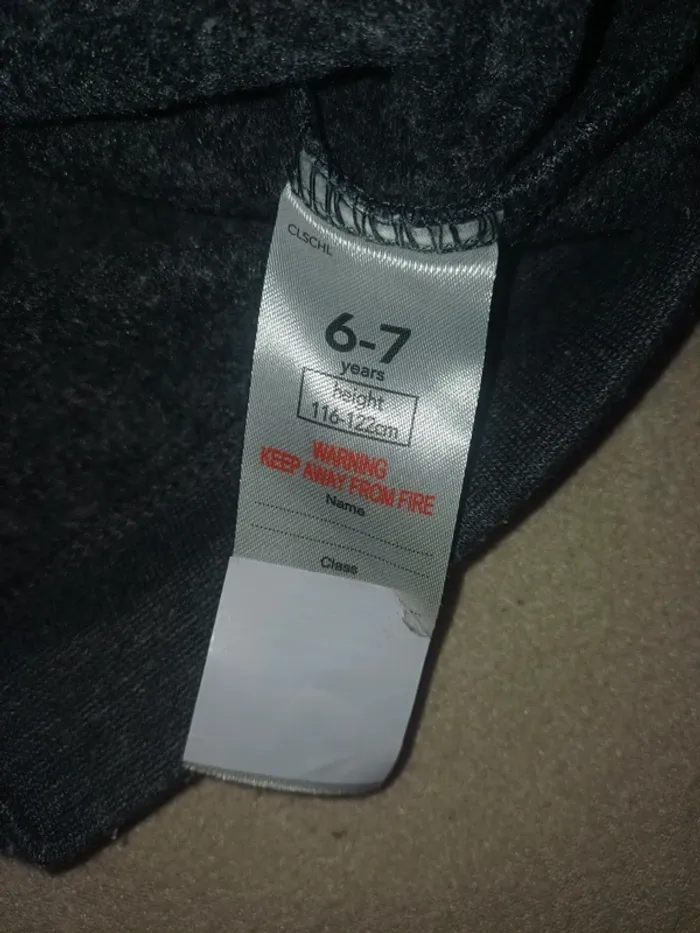 CLSCHL
6-7
years
height
116-122cm
WARNING
KEEP AWAY FROM FIRE
Name
Class